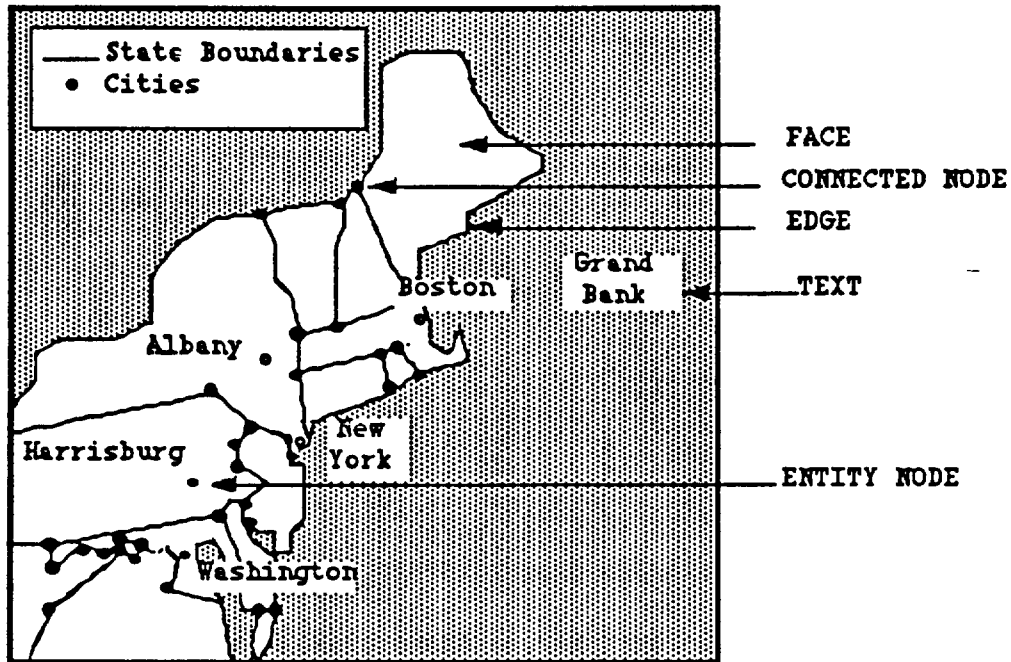 State Boundaries
Cities
FACE
CONNECTED NODE
EDGE
Grand
Bank
TEXT
Boston
Albany
New
York
Harrisburg
ENTITY NODE
Washington